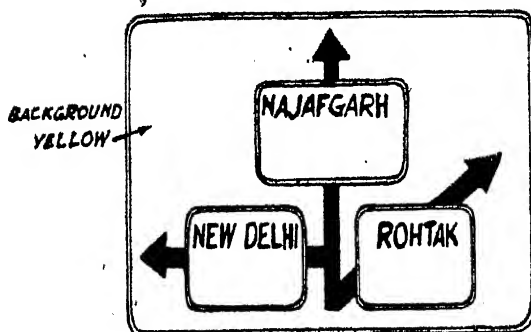 NAJAFGARH
BACKGROUND
YELLOW
NEW DELHI
ROHTAK